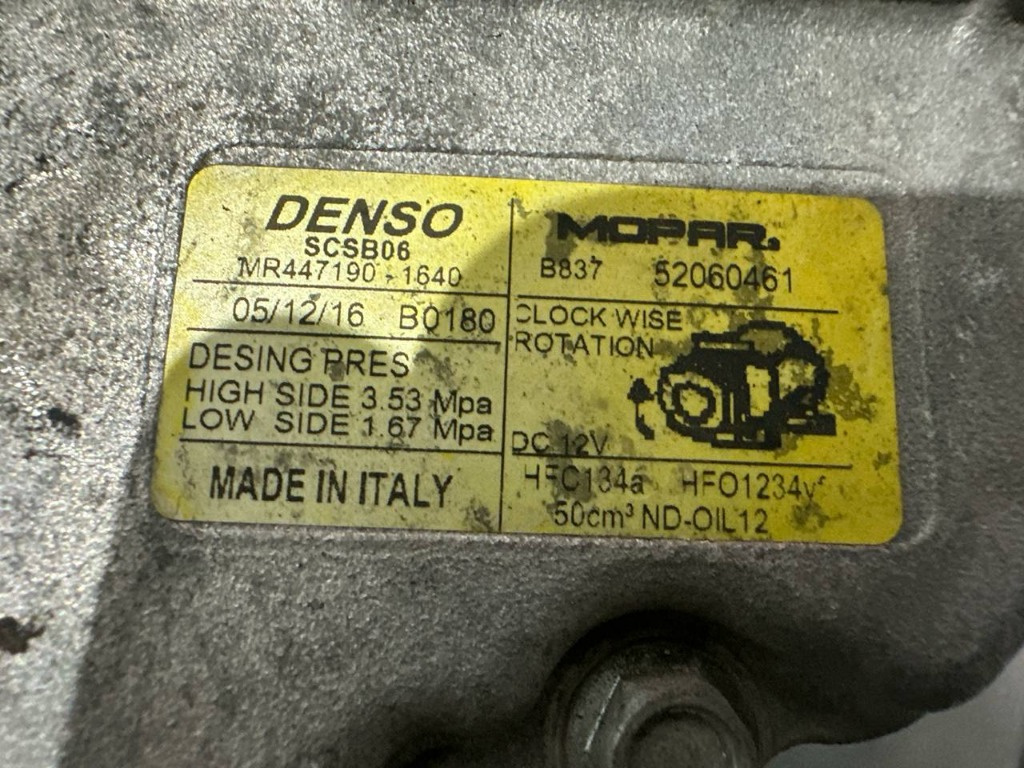 DENSO
SCSB06
MR447190-1640
05/12/16 B0180
DESING PRES
HIGH SIDE 3.53 Mpa
LOW SIDE 1.67 Mpa
MADE IN ITALY
MOPAR.
B837 52060461
CLOCK WISE
ROTATION
DC 12V
HFC134a HFO1234yf
50cm³ ND-OIL12